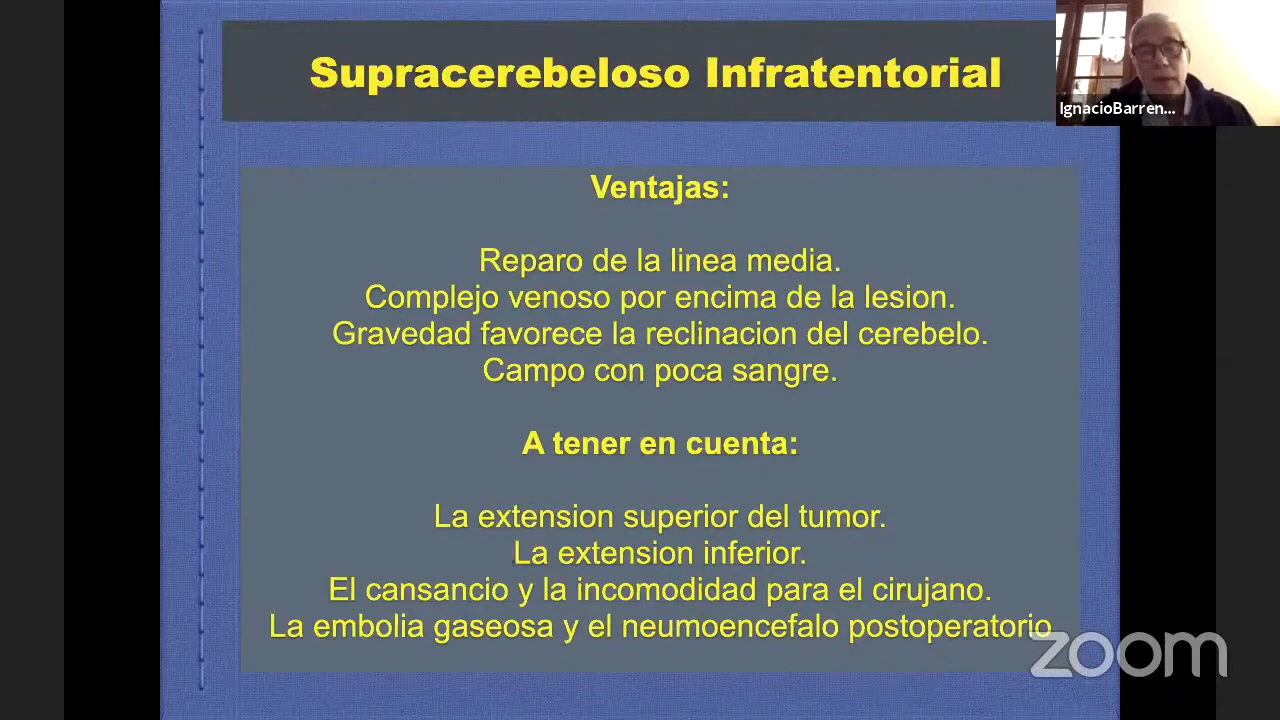 Supracerebeloso Infratentorial
IgnacioBarren...
Ventajas:
Reparo de la linea media.
Complejo venoso por encima de la lesion.
Gravedad favorece la reclinacion del cerebelo.
Campo con poca sangre.
A tener en cuenta:
La extension superior del tumor.
La extension inferior.
El cansancio y la incomodidad para el cirujano.
La embolia gaseosa y el neumoencefalo postoperatorio
zoom